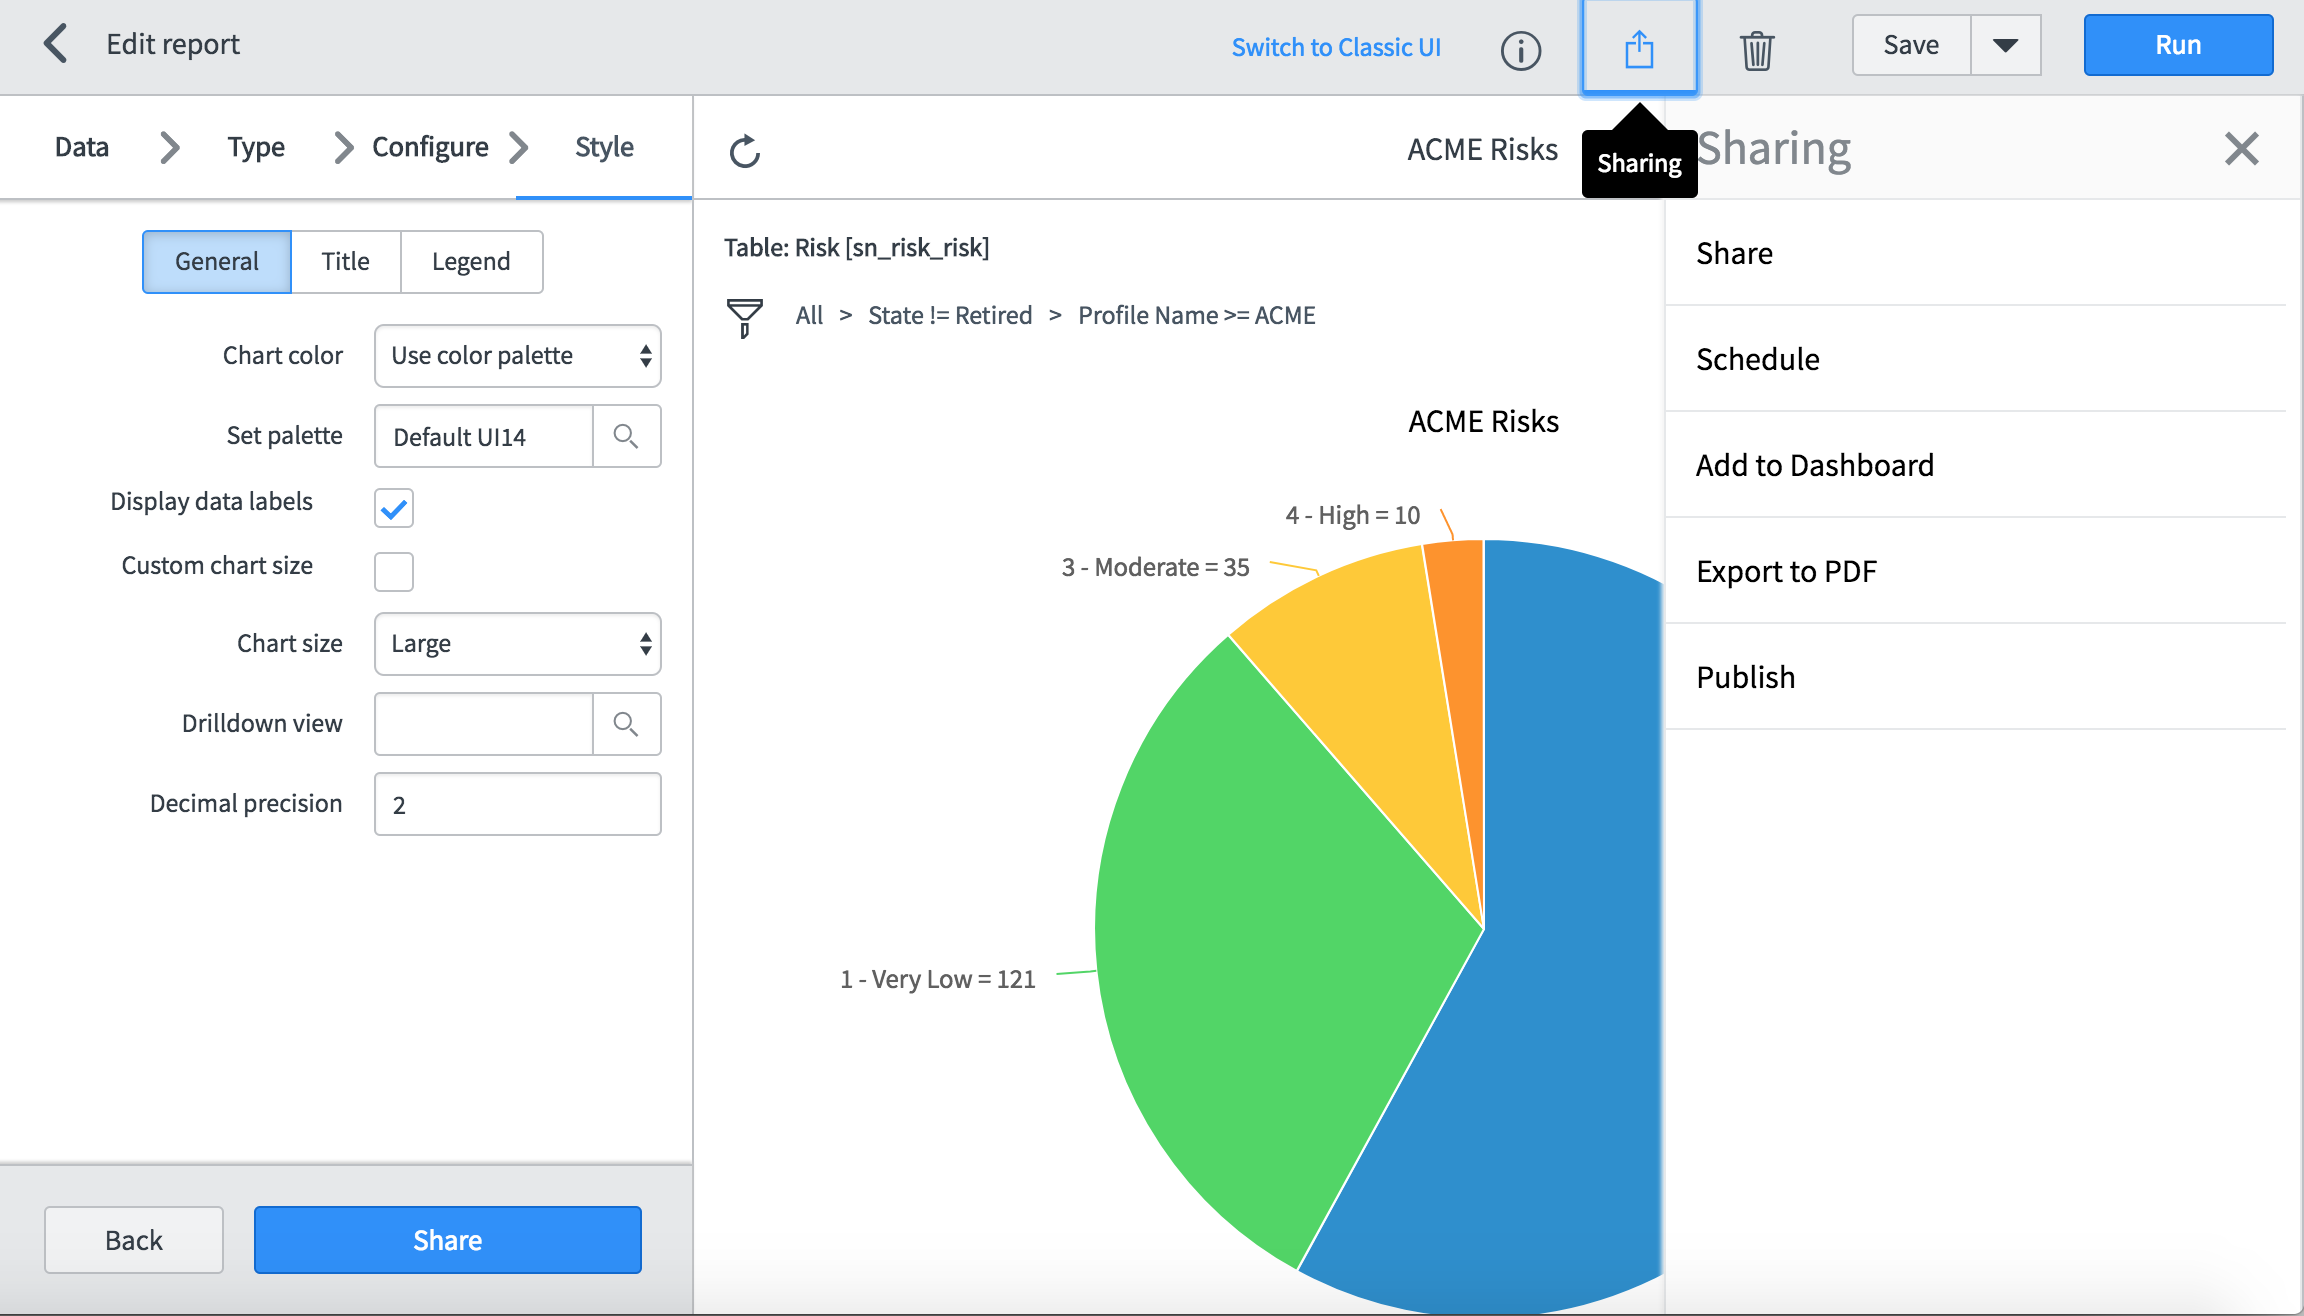 Edit report
Switch to Classic UI
Save
Run
Data
Type
Configure
Style
General
Title
Legend
Chart color
Use color palette
Set palette
Default UI14
Display data labels
Custom chart size
Chart size
Large
Drilldown view
Decimal precision
2
Back
Share
ACME Risks
Sharing
Table: Risk [sn_risk_risk]
All > State != Retired > Profile Name >= ACME
ACME Risks
4 - High = 10
3 - Moderate = 35
1 - Very Low = 121
Sharing
Share
Schedule
Add to Dashboard
Export to PDF
Publish